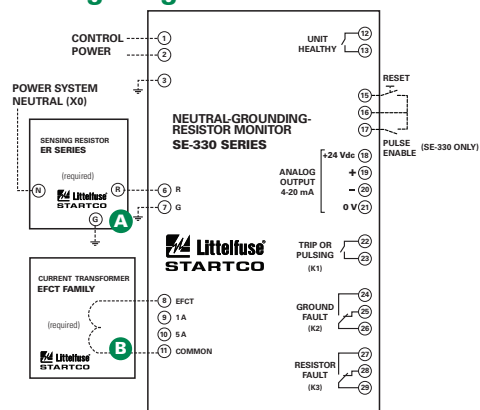 CONTROL
POWER
1
2
3
POWER SYSTEM
NEUTRAL (X0)
SENSING RESISTOR
ER SERIES
(required)
N
R
Littelfuse®
STARTCO
G
A
6 R
7 G
CURRENT TRANSFORMER
EFCT FAMILY
(required)
B
Littelfuse®
STARTCO
8 EFCT
9 1 A
10 5 A
11 COMMON
NEUTRAL-GROUNDING-
RESISTOR MONITOR
SE-330 SERIES
Littelfuse®
STARTCO
UNIT
HEALTHY
12
13
RESET
15
16
17
PULSE
ENABLE (SE-330 ONLY)
ANALOG
OUTPUT
4-20 mA
+24 Vdc 18
+ 19
– 20
0 V 21
TRIP OR
PULSING
(K1)
22
23
GROUND
FAULT
(K2)
24
25
26
RESISTOR
FAULT
(K3)
27
28
29